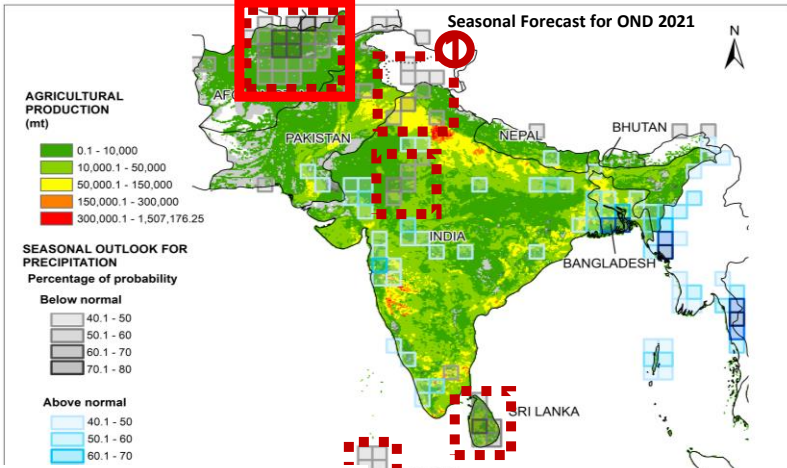 Seasonal Forecast for OND 2021
N
AGRICULTURAL
PRODUCTION
(mt)
0.1 - 10,000
10,000.1 - 50,000
50,000.1 - 150,000
150,000.1 - 300,000
300,000.1 - 1,507,176.25
SEASONAL OUTLOOK FOR
PRECIPITATION
Percentage of probability
Below normal
40.1 - 50
50.1 - 60
60.1 - 70
70.1 - 80
Above normal
40.1 - 50
50.1 - 60
60.1 - 70
1
PAKISTAN
NEPAL
BHUTAN
INDIA
BANGLADESH
SRI LANKA